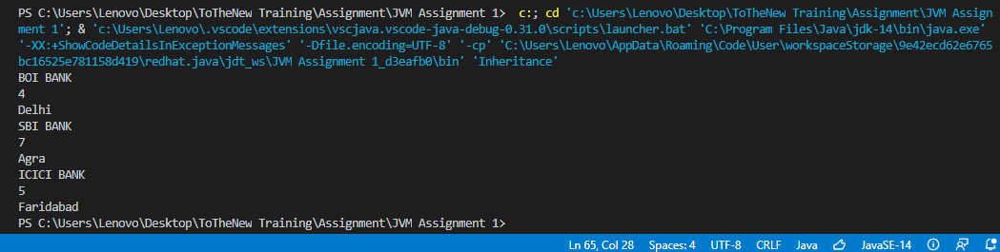 PS C:\Users\Lenovo\Desktop\ToTheNew Training\Assignment\JVM Assignment 1>  c:; cd 'c:\Users\Lenovo\Desktop\ToTheNew Training\Assignment\JVM Assign
ment 1'; & 'c:\Users\Lenovo\.vscode\extensions\vscjava.vscode-java-debug-0.31.0\scripts\launcher.bat' 'C:\Program Files\Java\jdk-14\bin\java.exe'
'-XX:+ShowCodeDetailsInExceptionMessages' '-Dfile.encoding=UTF-8' '-cp' 'C:\Users\Lenovo\AppData\Roaming\Code\User\workspaceStorage\9e42ecd62e6765
bc16525e781158d419\redhat.java\jdt_ws\JVM Assignment 1_d3eafb0\bin' 'Inheritance'
BOI BANK
4
Delhi
SBI BANK
7
Agra
ICICI BANK
5
Faridabad
PS C:\Users\Lenovo\Desktop\ToTheNew Training\Assignment\JVM Assignment 1>
Ln 65, Col 28 Spaces: 4 UTF-8 CRLF Java JavaSE-14